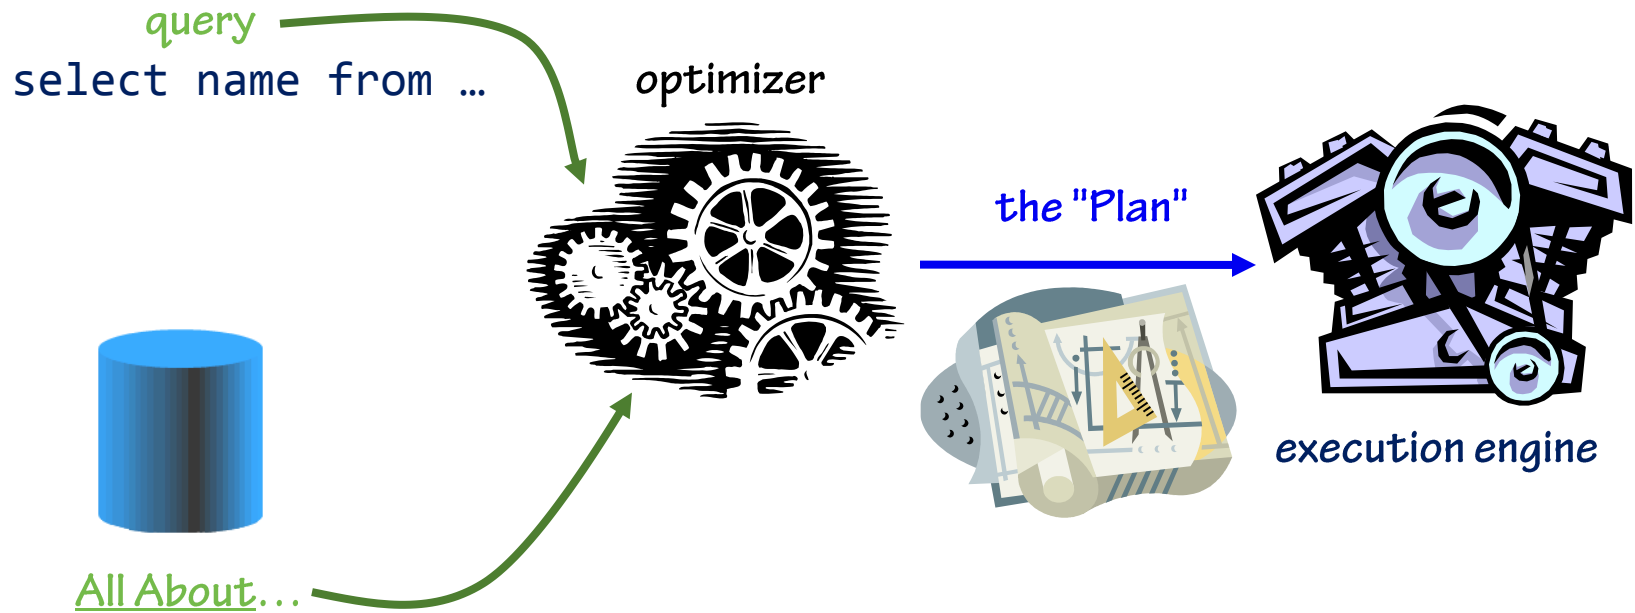 query
select name from …
optimizer
the "Plan"
execution engine
All About…